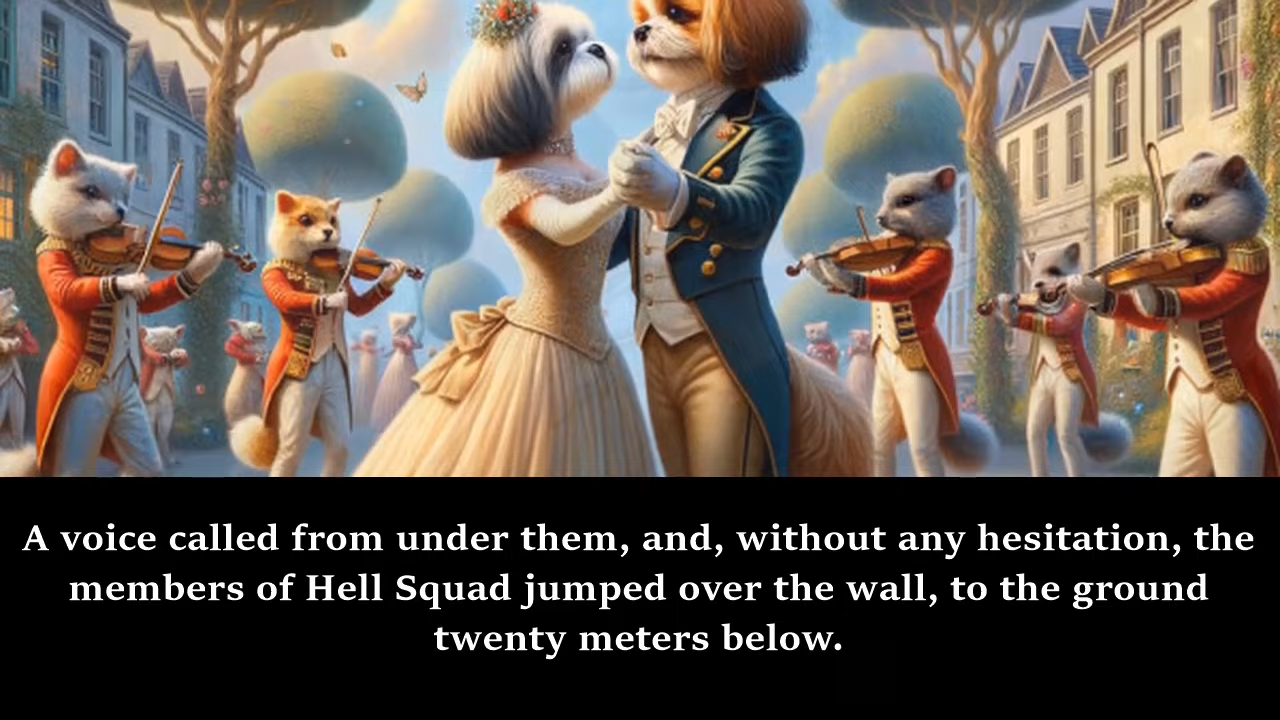 A voice called from under them, and, without any hesitation, the
members of Hell Squad jumped over the wall, to the ground
twenty meters below.